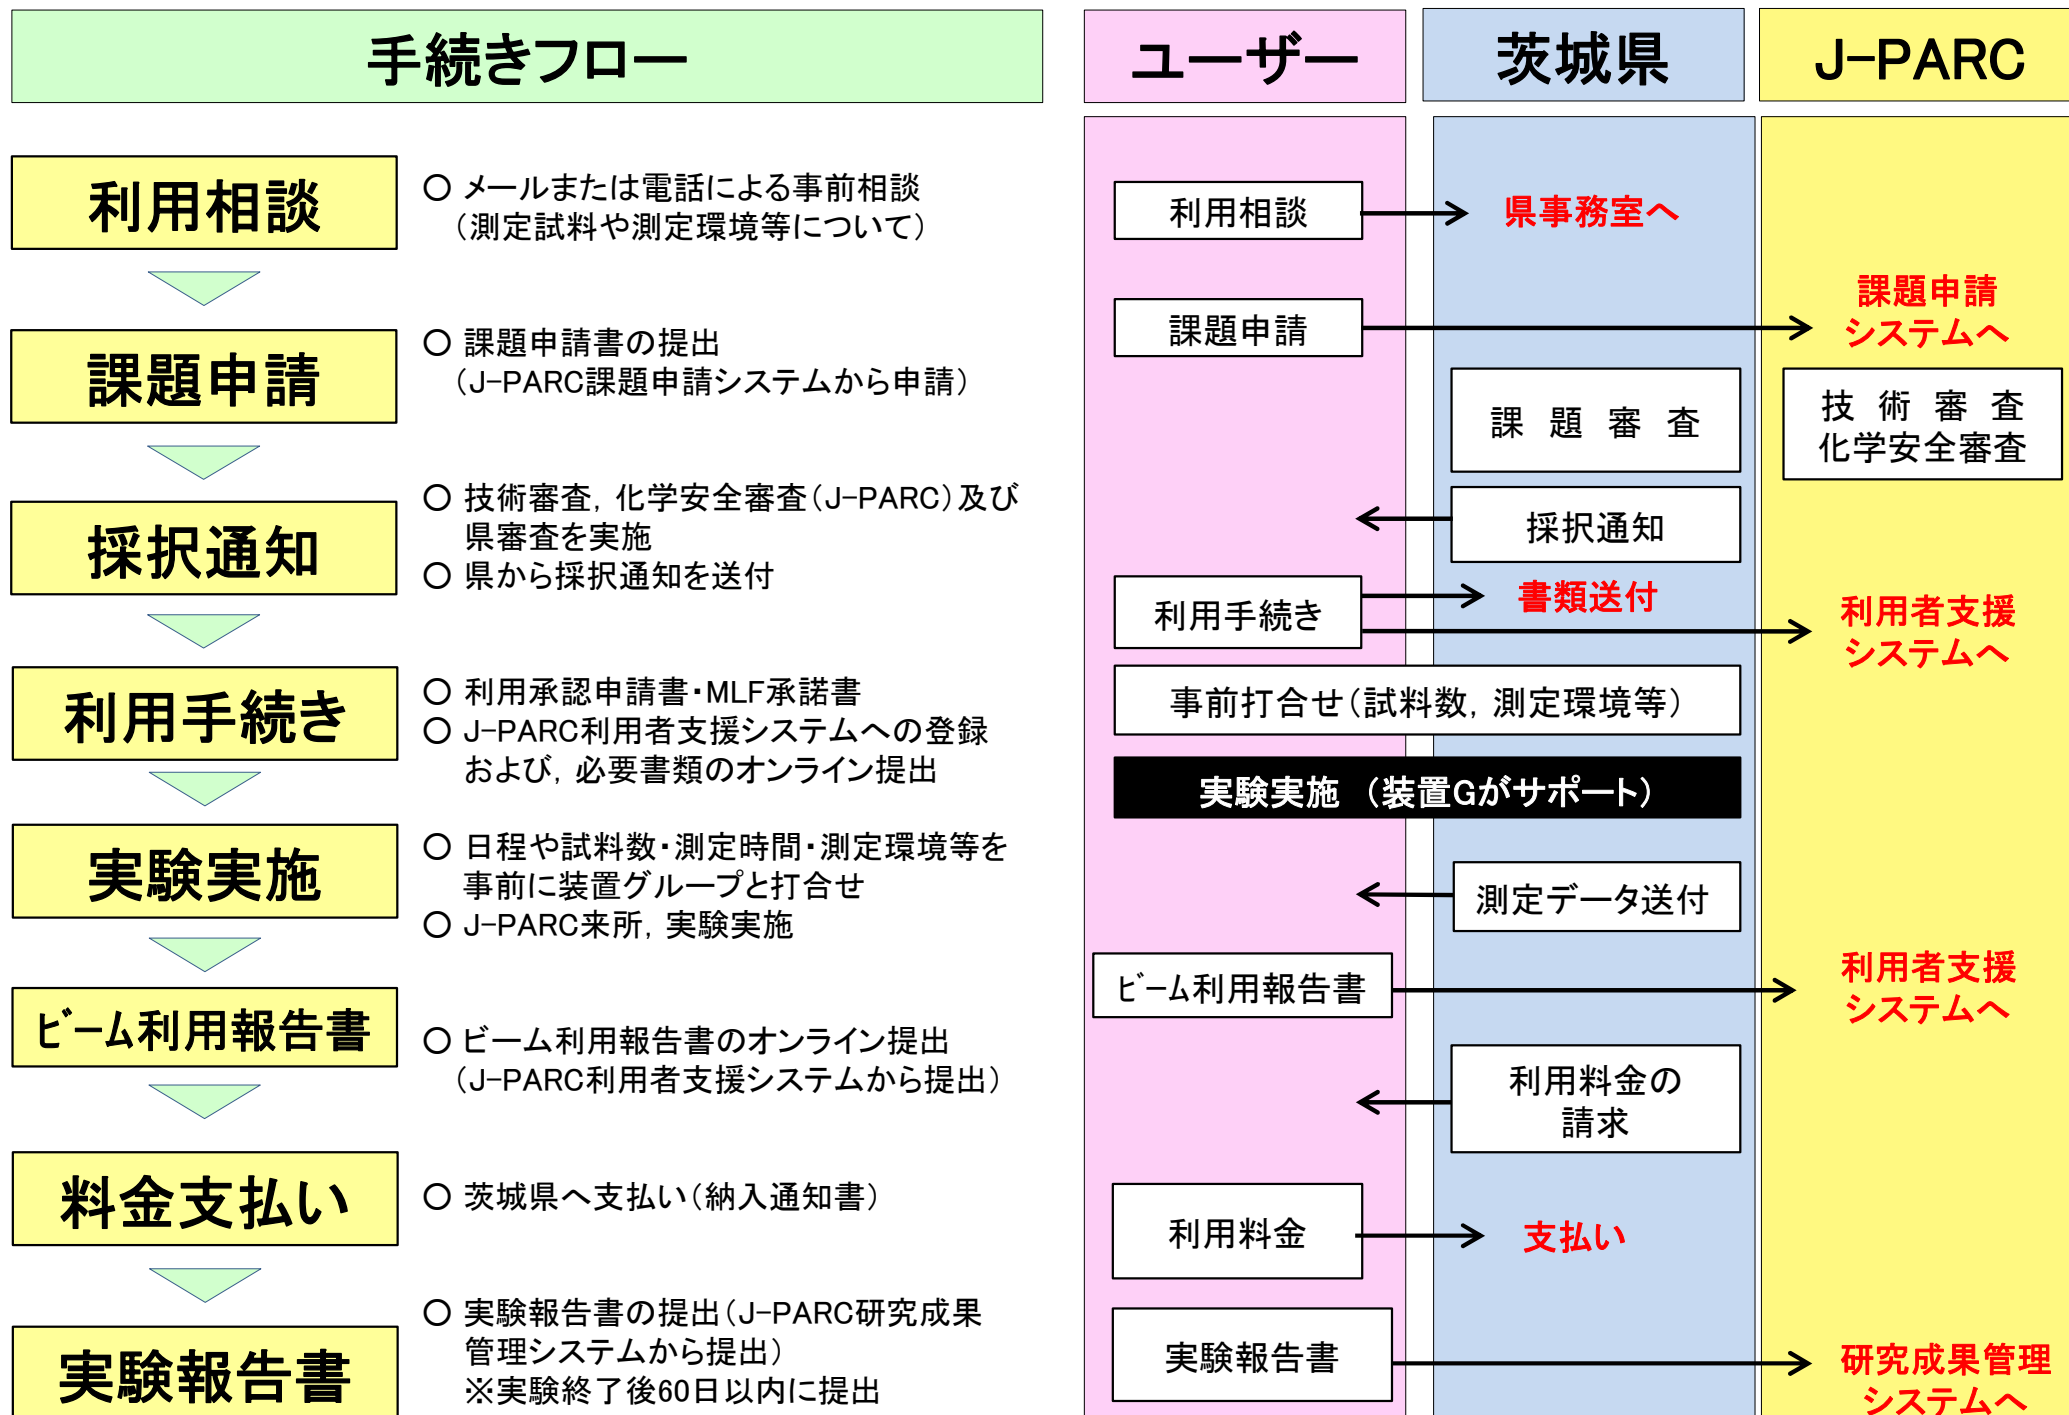 手続きフロー
利用相談
○ メールまたは電話による事前相談
（測定試料や測定環境等について）
課題申請
○ 課題申請書の提出
（J-PARC課題申請システムから申請）
採択通知
○ 技術審査，化学安全審査（J-PARC）及び
県審査を実施
○ 県から採択通知を送付
利用手続き
○ 利用承認申請書・MLF承諾書
○ J-PARC利用者支援システムへの登録
および，必要書類のオンライン提出
実験実施
○ 日程や試料数・測定時間・測定環境等を
事前に装置グループと打合せ
○ J-PARC来所，実験実施
ﾋﾞｰﾑ利用報告書
○ ビーム利用報告書のオンライン提出
（J-PARC利用者支援システムから提出）
料金支払い
○ 茨城県へ支払い（納入通知書）
実験報告書
○ 実験報告書の提出（J-PARC研究成果
管理システムから提出）
※実験終了後60日以内に提出
ユーザー
茨城県
J-PARC
利用相談
県事務室へ
課題申請
課題申請
システムへ
課 題 審 査
技 術 審 査
化学安全審査
採択通知
利用手続き
書類送付
利用者支援
システムへ
事前打合せ（試料数，測定環境等）
実験実施 （装置Gがサポート）
測定データ送付
ﾋﾞｰﾑ利用報告書
利用者支援
システムへ
利用料金の
請求
利用料金
支払い
実験報告書
研究成果管理
システムへ